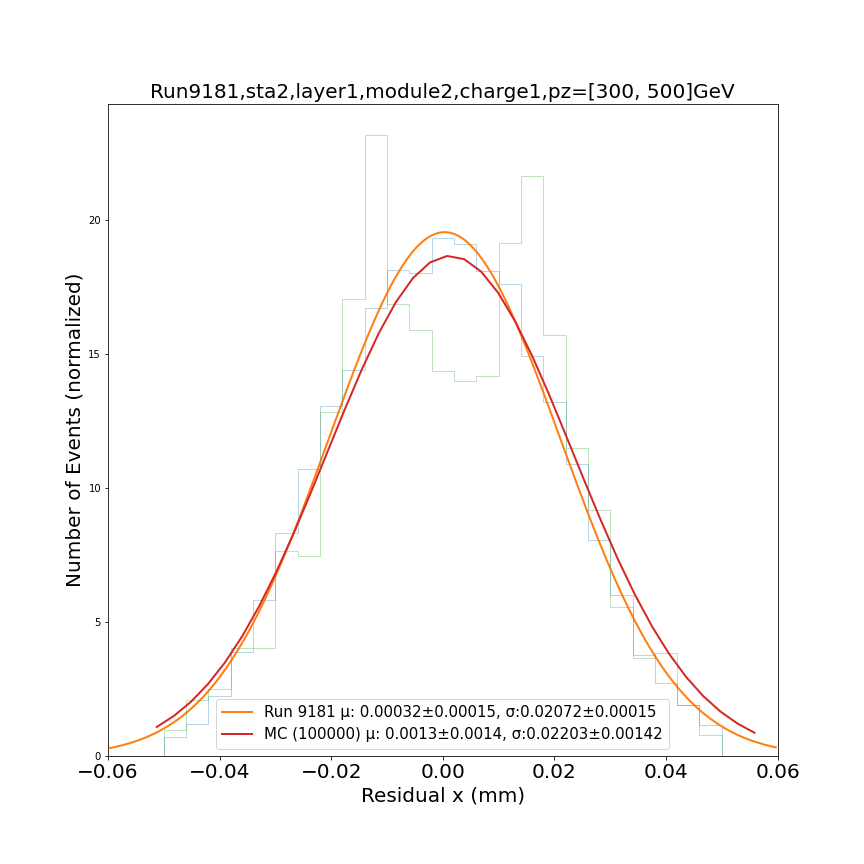 Run9181,sta2,layer1,module2,charge1,pz=[300, 500]GeV
Number of Events (normalized)
20
15
10
5
0
Run 9181 μ: 0.00032±0.00015, σ:0.02072±0.00015
MC (100000) μ: 0.0013±0.0014, σ:0.02203±0.00142
−0.06 −0.04 −0.02 0.00 0.02 0.04 0.06
Residual x (mm)